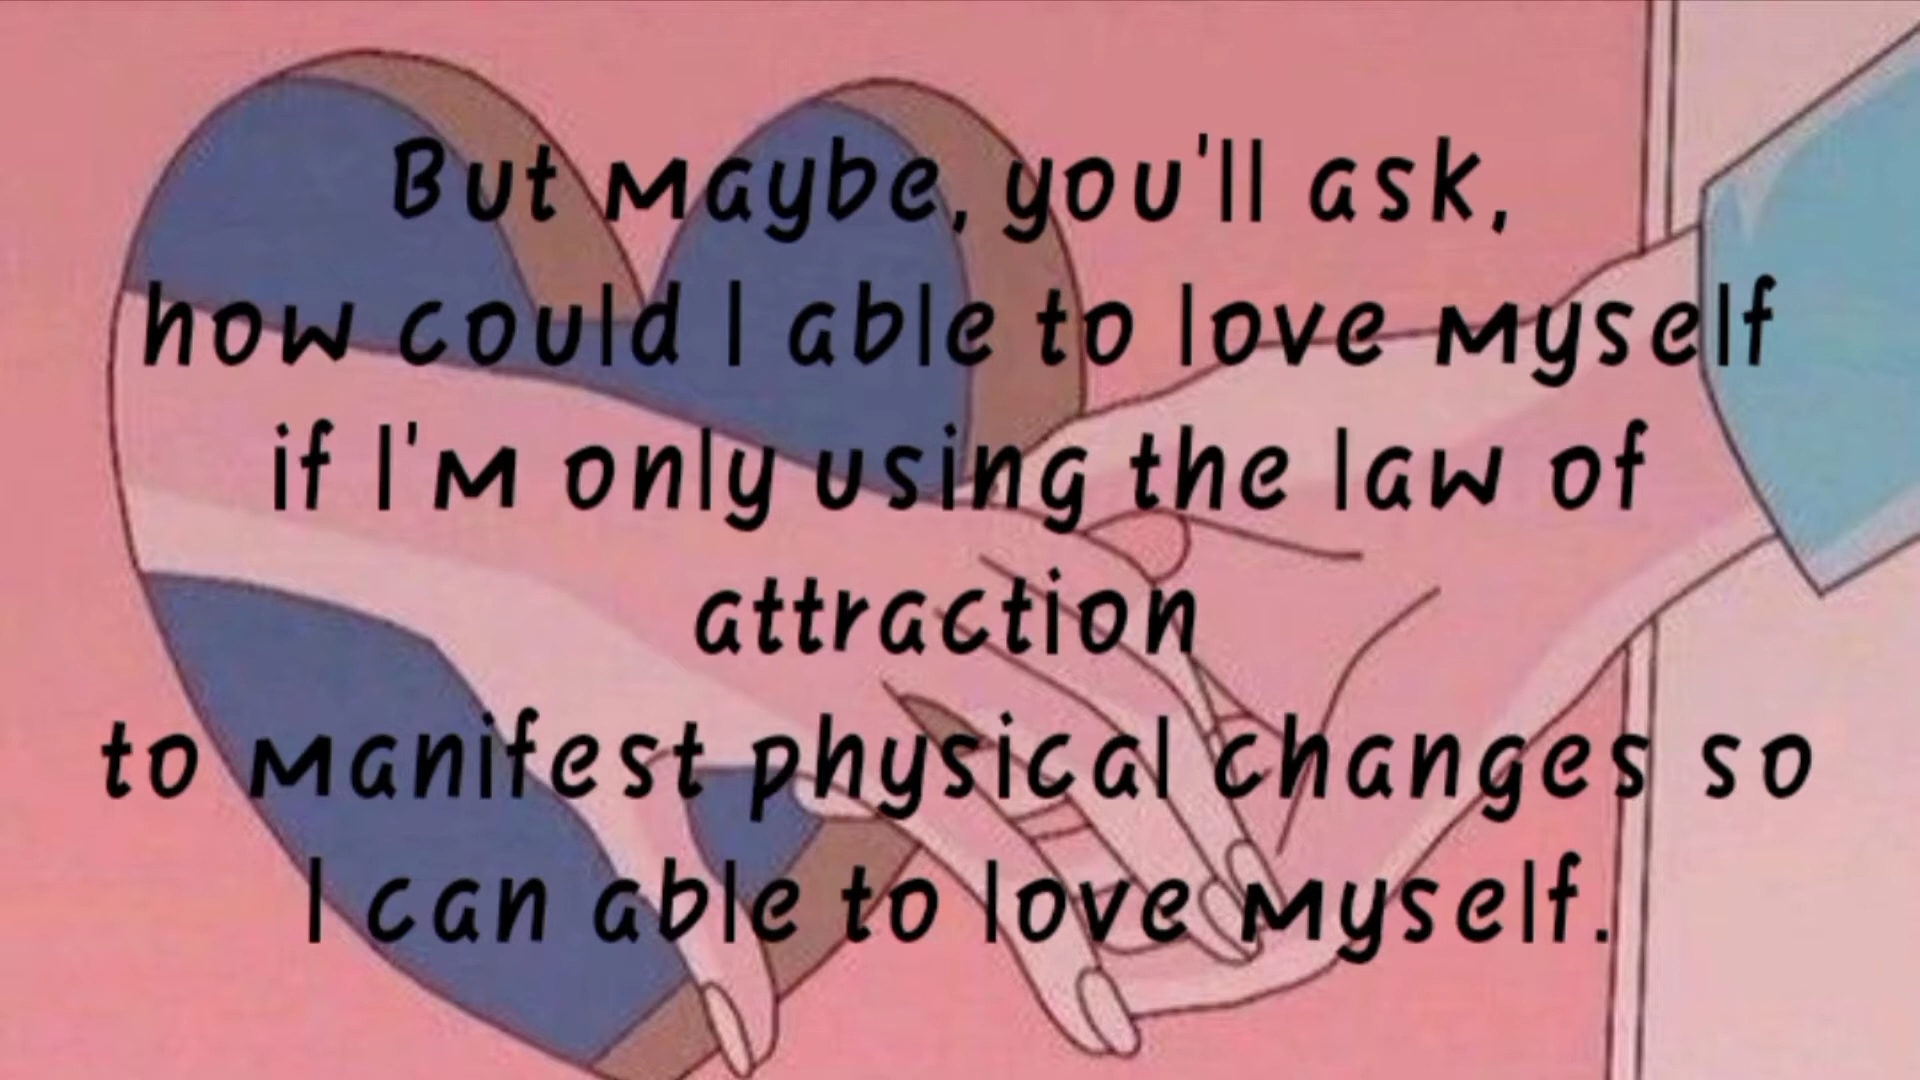 But maybe, you'll ask,
how could I able to love myself
if I'm only using the law of
attraction
to manifest physical changes so
I can able to love myself.